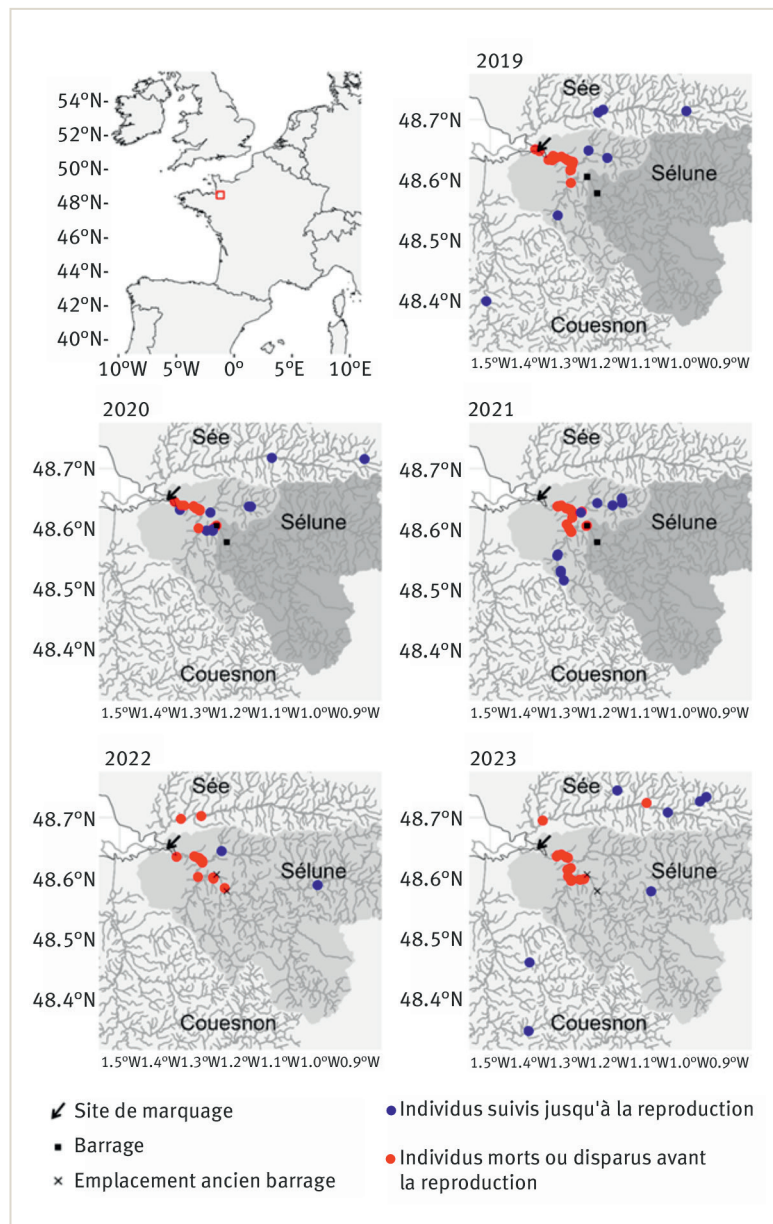 54°N-
52°N-
50°N-
48°N-
46°N-
44°N-
42°N-
40°N-
10°W 5°W 0° 5°E 10°E
2019
Sée
48.7°N
48.6°N
48.5°N
48.4°N
Sélune
Couesnon
1.5°W1.4°W1.3°W1.2°W1.1°W1.0°W0.9°W
2020
Sée
48.7°N
48.6°N
48.5°N
48.4°N
Sélune
Couesnon
1.5°W1.4°W1.3°W1.2°W1.1°W1.0°W0.9°W
2021
Sée
48.7°N
48.6°N
48.5°N
48.4°N
Sélune
Couesnon
1.5°W1.4°W1.3°W1.2°W1.1°W1.0°W0.9°W
2022
Sée
48.7°N
48.6°N
48.5°N
48.4°N
Sélune
Couesnon
1.5°W1.4°W1.3°W1.2°W1.1°W1.0°W0.9°W
2023
Sée
48.7°N
48.6°N
48.5°N
48.4°N
Sélune
Couesnon
1.5°W1.4°W1.3°W1.2°W1.1°W1.0°W0.9°W
Site de marquage
Barrage
Emplacement ancien barrage
Individus suivis jusqu'à la reproduction
Individus morts ou disparus avant
la reproduction